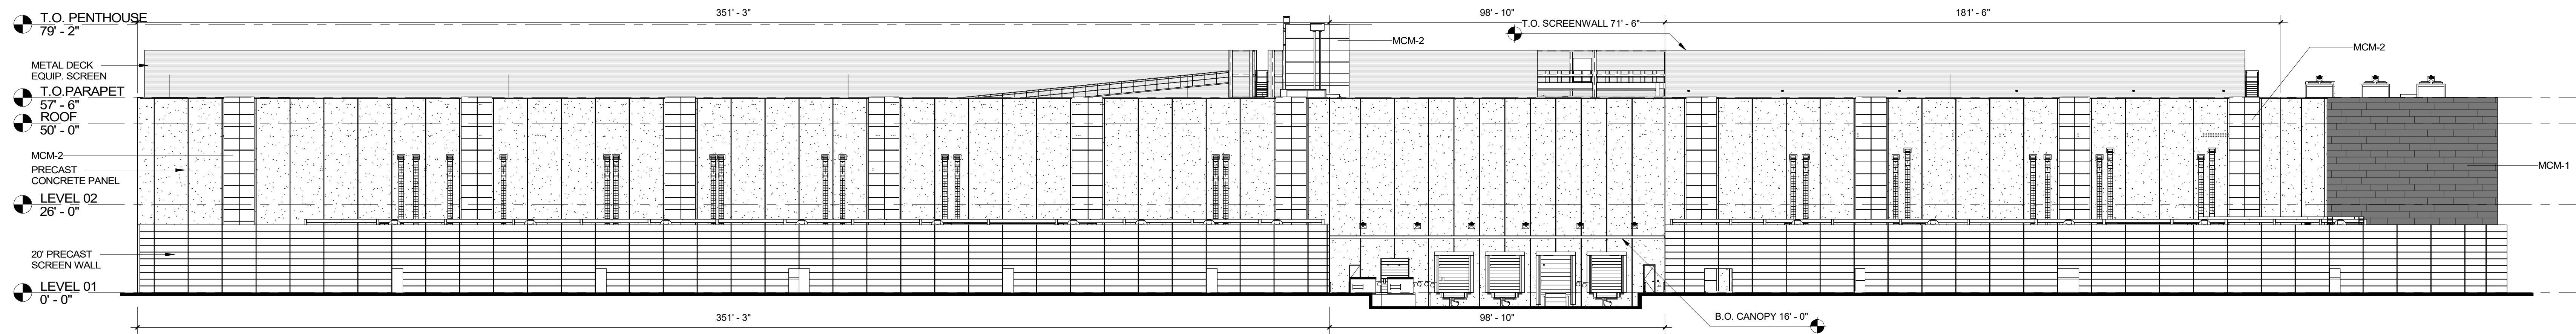 351' - 3"
98' - 10"
181' - 6"
T.O. PENTHOUSE
79' - 2"
T.O. SCREENWALL 71' - 6"
MCM-2
MCM-2
METAL DECK
EQUIP. SCREEN
T.O.PARAPET
57' - 6"
ROOF
50' - 0"
MCM-2
PRECAST
CONCRETE PANEL
MCM-1
LEVEL 02
26' - 0"
20' PRECAST
SCREEN WALL
LEVEL 01
0' - 0"
351' - 3"
98' - 10"
B.O. CANOPY 16' - 0"